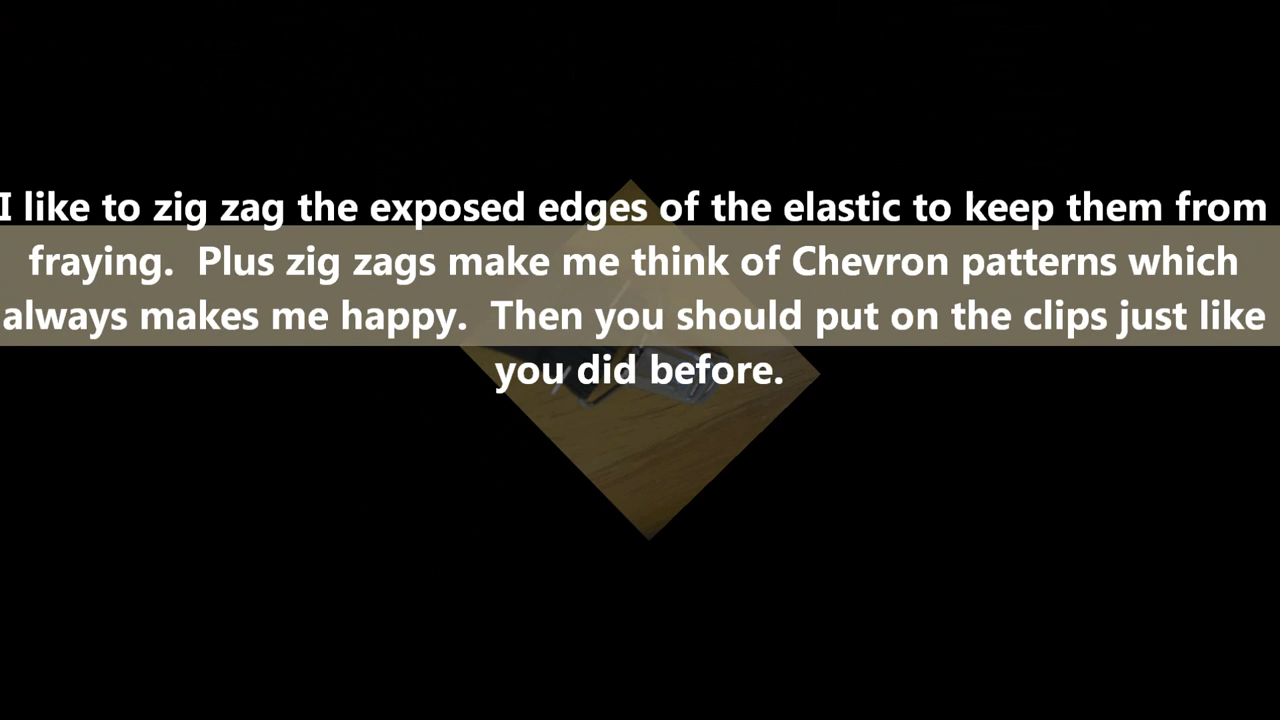 I like to zig zag the exposed edges of the elastic to keep them from
fraying.  Plus zig zags make me think of Chevron patterns which
always makes me happy.  Then you should put on the clips just like
you did before.